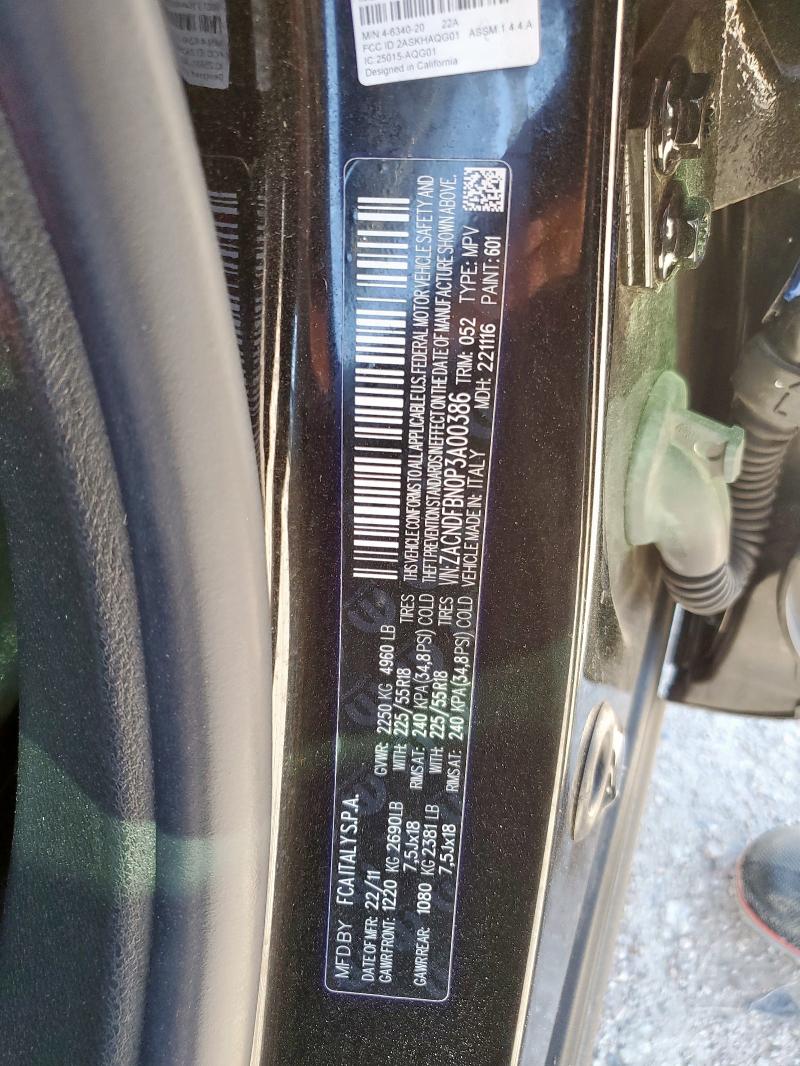 M/N 4-6340-20 22A
FCC ID 2ASKHAQG01 ASSM 1.4.4.A
IC:25015-AQG01
Designed in California
MFD BY FCA ITALY S.P.A.
DATE OF MFR: 22/11 GVWR: 2250 KG 4960 LB
GAWR FRONT: 1220 KG 2690LB WITH: 225/55R18 TIRES
7,5Jx18 RIMS AT: 240 KPA (34,8 PSI) COLD
GAWR REAR: 1080 KG 2381 LB WITH: 225/55R18 TIRES
7,5Jx18 RIMS AT: 240 KPA (34,8 PSI) COLD
THIS VEHICLE CONFORMS TO ALL APPLICABLE U.S. FEDERAL MOTOR VEHICLE SAFETY AND
THEFT PREVENTION STANDARDS IN EFFECT ON THE DATE OF MANUFACTURE SHOWN ABOVE.
VIN: ZACNDFBN0P3A00386 TRIM: 052 TYPE: MPV
VEHICLE MADE IN: ITALY MDH: 221116 PAINT: 601